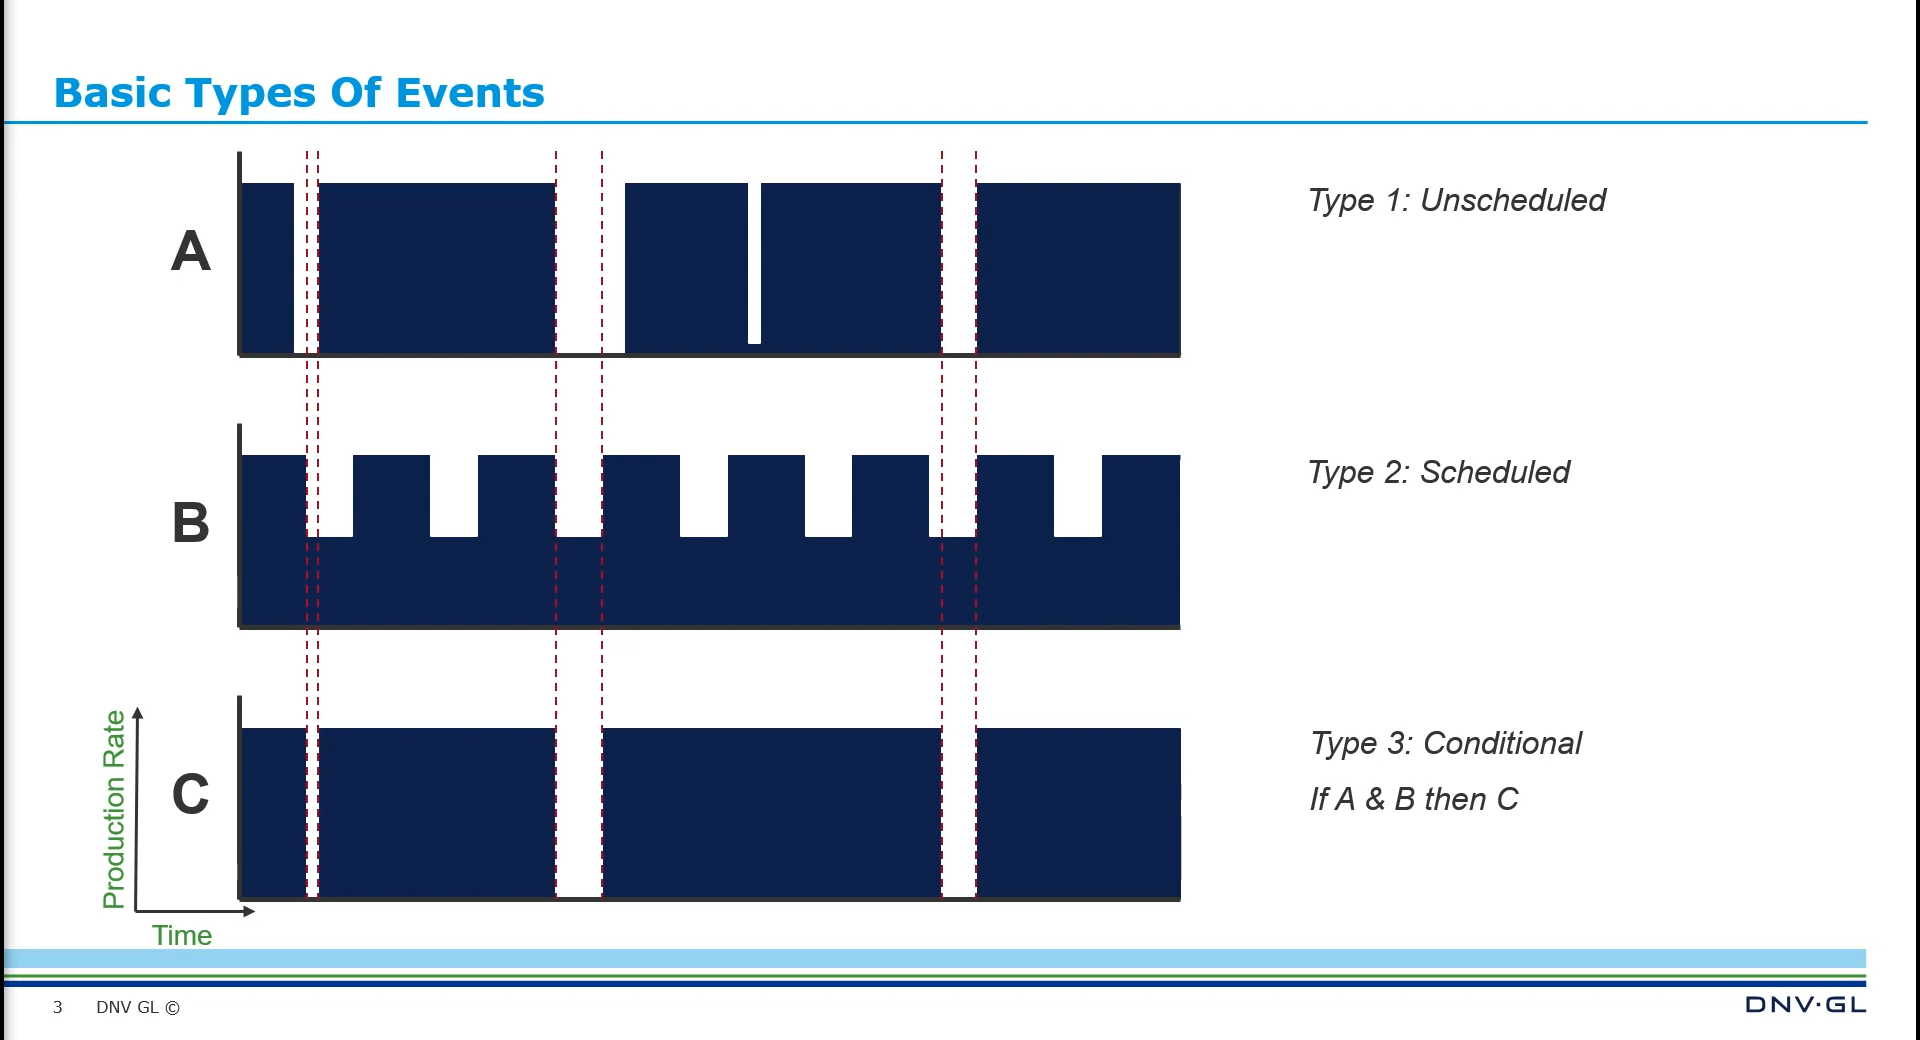 Basic Types Of Events
A
Type 1: Unscheduled
B
Type 2: Scheduled
C
Type 3: Conditional
If A & B then C
Production Rate
Time
3 DNV GL ©
DNV·GL